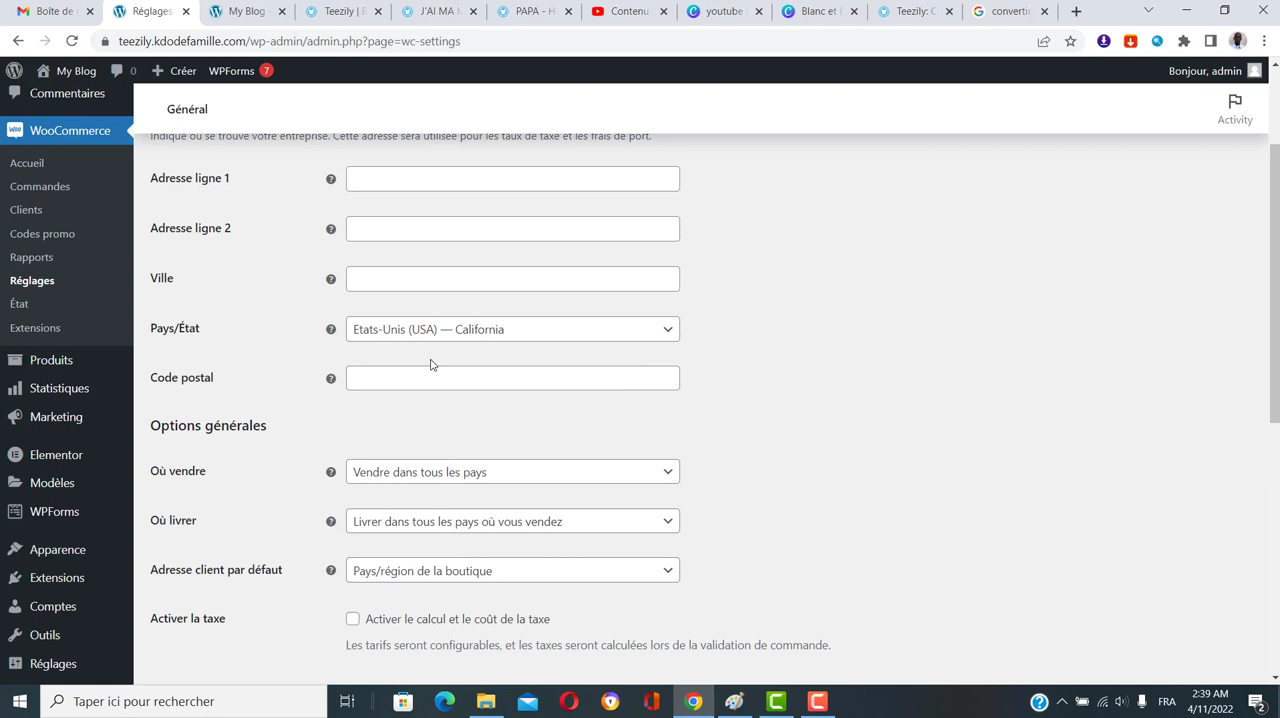 Boîte de r
Réglages
My Blog
Teezily | B
J'AI MA M
PAPA - H
Contenu
youtube t
Blanc et B
Teezily: C
convertir
teezily.kdodefamille.com/wp-admin/admin.php?page=wc-settings
My Blog 0 Créer WPForms 7 Bonjour, admin
Commentaires
WooCommerce
Accueil
Commandes
Clients
Codes promo
Rapports
Réglages
État
Extensions
Produits
Statistiques
Marketing
Elementor
Modèles
WPForms
Apparence
Extensions
Comptes
Outils
Réglages
Général
Activity
Indique où se trouve votre entreprise. Cette adresse sera utilisée pour les taux de taxe et les frais de port.
Adresse ligne 1
Adresse ligne 2
Ville
Pays/État Etats-Unis (USA) — California
Code postal
Options générales
Où vendre Vendre dans tous les pays
Où livrer Livrer dans tous les pays où vous vendez
Adresse client par défaut Pays/région de la boutique
Activer la taxe Activer le calcul et le coût de la taxe
Les tarifs seront configurables, et les taxes seront calculées lors de la validation de commande.
Taper ici pour rechercher
FRA
2:39 AM
4/11/2022
2